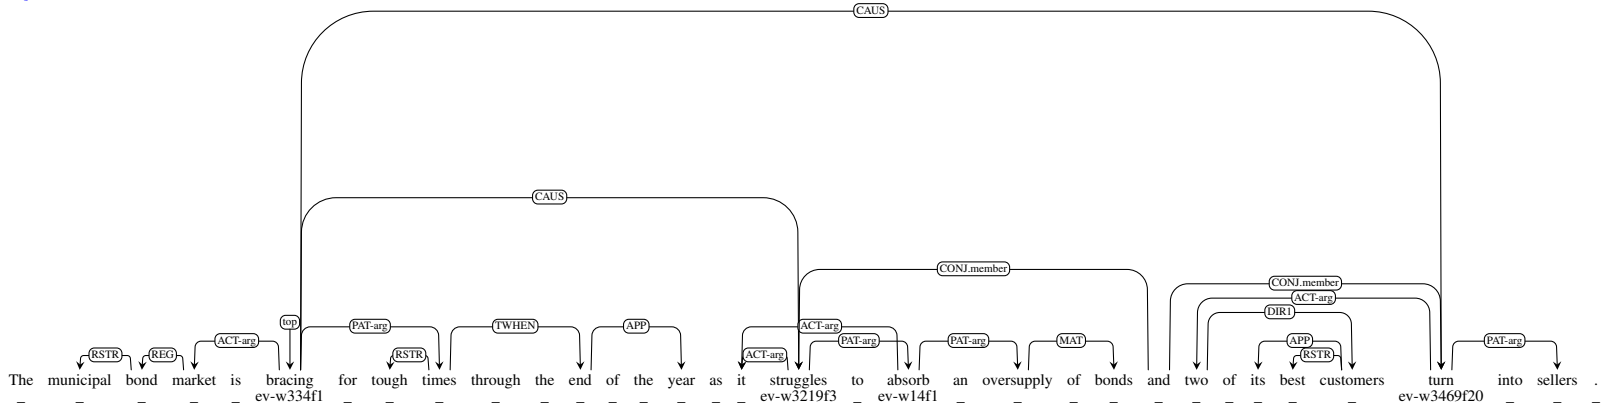 CAUS
CAUS
CONJ.member
CONJ.member
ACT-arg
DIR1
top
PAT-arg
TWHEN
APP
ACT-arg
ACT-arg
PAT-arg
PAT-arg
MAT
APP
PAT-arg
RSTR
REG
RSTR
ACT-arg
RSTR
The municipal bond market is bracing for tough times through the end of the year as it struggles to absorb an oversupply of bonds and two of its best customers turn into sellers .
_ _ _ _ _ ev-w334f1 _ _ _ _ _ _ _ _ _ _ _ ev-w3219f3 _ ev-w14f1 _ _ _ _ _ _ _ _ _ _ ev-w3469f20 _ _ _